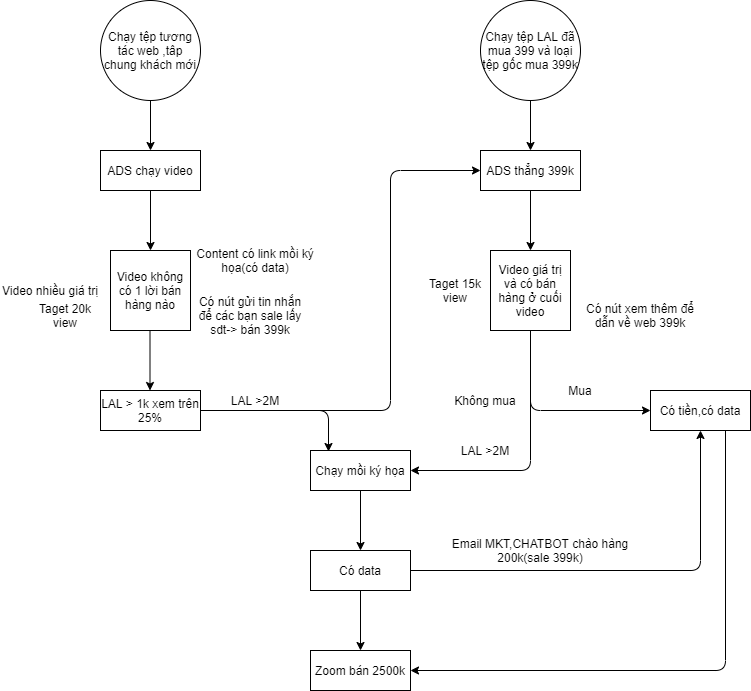 Chạy tệp tương
tác web ,tâp
chung khách mới
Chạy tệp LAL đã
mua 399 và loại
tệp gốc mua 399k
ADS chạy video
ADS thẳng 399k
Video nhiều giá trị
Taget 20k
view
Video không
có 1 lời bán
hàng nào
Content có link mồi ký
họa(có data)
Có nút gửi tin nhắn
để các bạn sale lấy
sdt-> bán 399k
Taget 15k
view
Video giá trị
và có bán
hàng ở cuối
video
Có nút xem thêm để
dẫn về web 399k
LAL > 1k xem trên
25%
LAL >2M
Không mua
Mua
Có tiền,có data
LAL >2M
Chạy mồi ký họa
Email MKT,CHATBOT chào hàng
200k(sale 399k)
Có data
Zoom bán 2500k